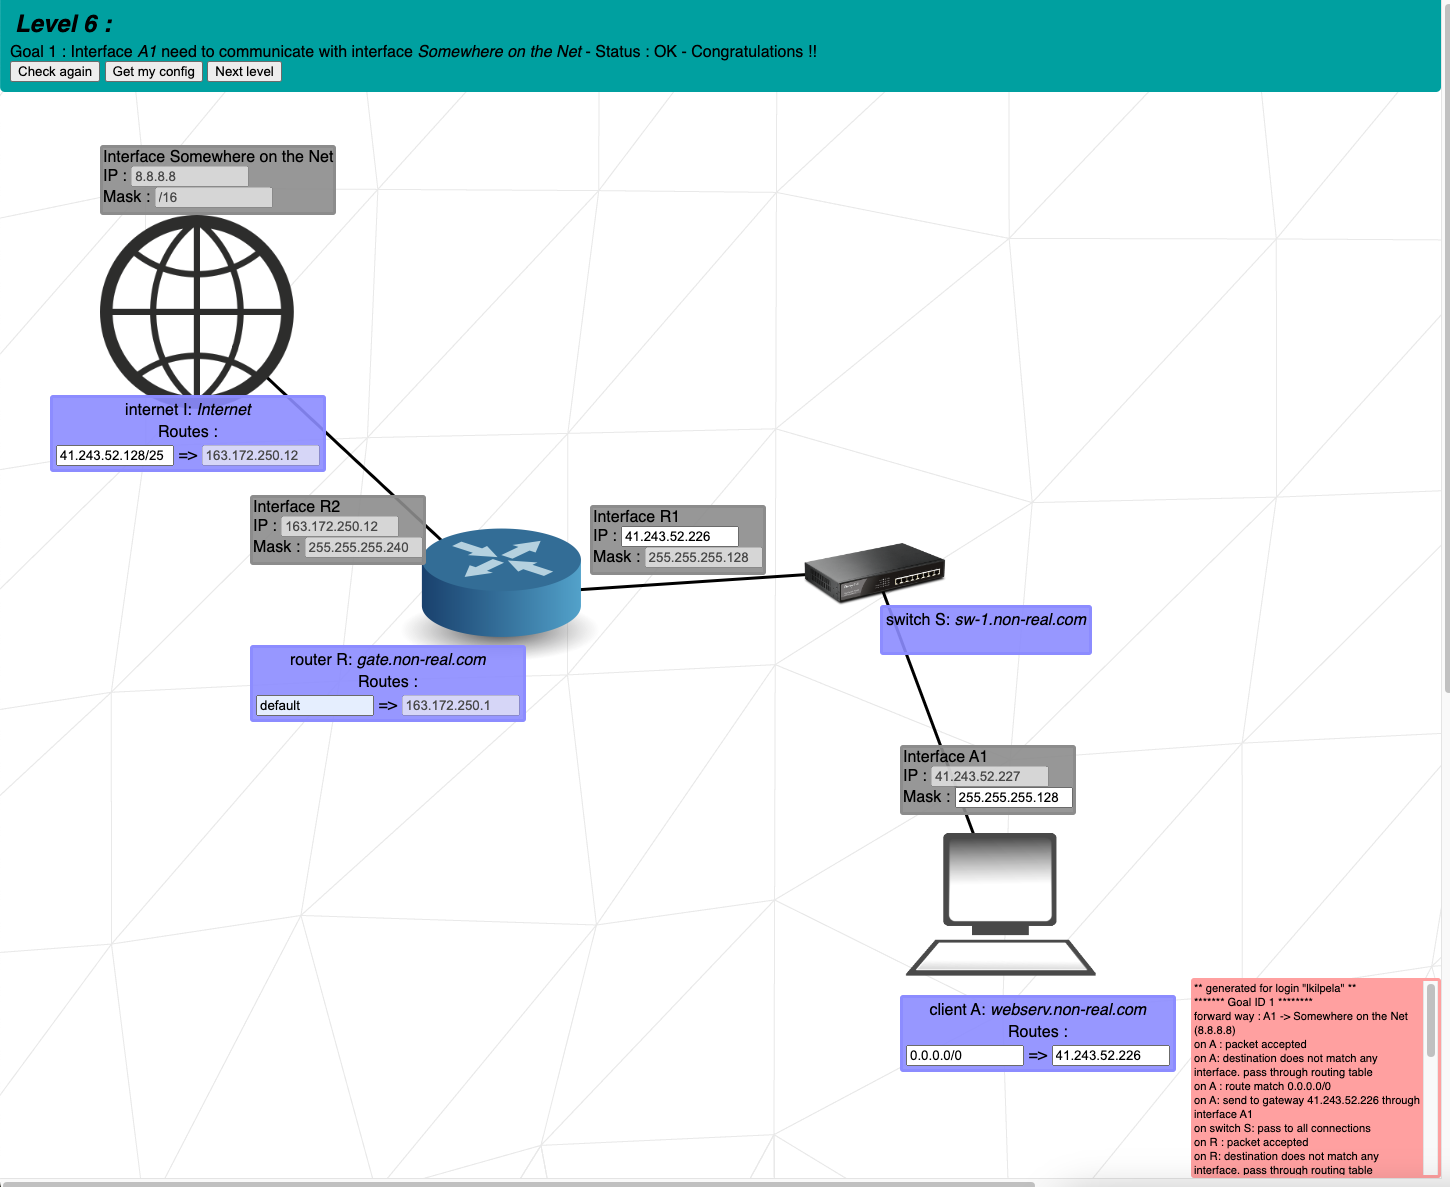 Level 6 :
Goal 1 : Interface A1 need to communicate with interface Somewhere on the Net - Status : OK - Congratulations !!
Check again Get my config Next level
Interface Somewhere on the Net
IP : 8.8.8.8
Mask : /16
internet I: Internet
Routes :
41.243.52.128/25 => 163.172.250.12
Interface R2
IP : 163.172.250.12
Mask : 255.255.255.240
Interface R1
IP : 41.243.52.226
Mask : 255.255.255.128
switch S: sw-1.non-real.com
router R: gate.non-real.com
Routes :
default => 163.172.250.1
Interface A1
IP : 41.243.52.227
Mask : 255.255.255.128
client A: webserv.non-real.com
Routes :
0.0.0.0/0 => 41.243.52.226
** generated for login "lkilpela" **
******* Goal ID 1 ********
forward way : A1 -> Somewhere on the Net
(8.8.8.8)
on A : packet accepted
on A: destination does not match any
interface. pass through routing table
on A : route match 0.0.0.0/0
on A: send to gateway 41.243.52.226 through
interface A1
on switch S: pass to all connections
on R : packet accepted
on R: destination does not match any
interface. pass through routing table